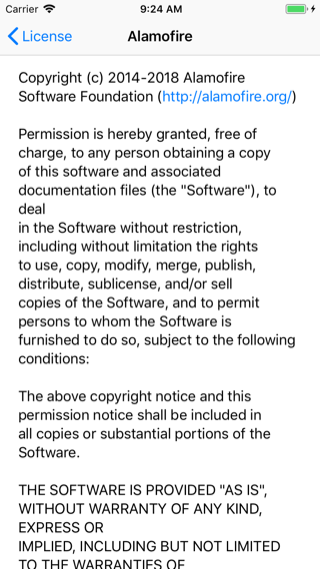 Carrier 9:24 AM
License Alamofire
Copyright (c) 2014-2018 Alamofire
Software Foundation (http://alamofire.org/)
Permission is hereby granted, free of
charge, to any person obtaining a copy
of this software and associated
documentation files (the "Software"), to
deal
in the Software without restriction,
including without limitation the rights
to use, copy, modify, merge, publish,
distribute, sublicense, and/or sell
copies of the Software, and to permit
persons to whom the Software is
furnished to do so, subject to the following
conditions:
The above copyright notice and this
permission notice shall be included in
all copies or substantial portions of the
Software.
THE SOFTWARE IS PROVIDED "AS IS",
WITHOUT WARRANTY OF ANY KIND,
EXPRESS OR
IMPLIED, INCLUDING BUT NOT LIMITED
TO THE WARRANTIES OF